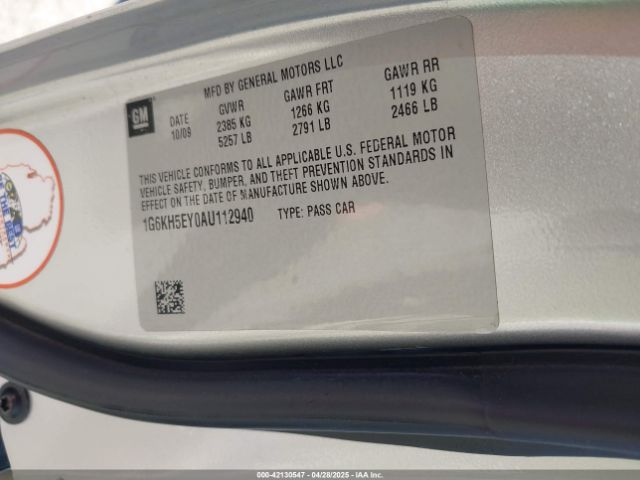 MFD BY GENERAL MOTORS LLC
GM
DATE GVWR GAWR FRT GAWR RR
10/09 2385 KG 1266 KG 1119 KG
5257 LB 2791 LB 2466 LB
THIS VEHICLE CONFORMS TO ALL APPLICABLE U.S. FEDERAL MOTOR
VEHICLE SAFETY, BUMPER, AND THEFT PREVENTION STANDARDS IN
EFFECT ON THE DATE OF MANUFACTURE SHOWN ABOVE.
1G6KH5EY0AU112940 TYPE: PASS CAR
THE BEST
000-42130547 - 04/28/2025 - IAA Inc.